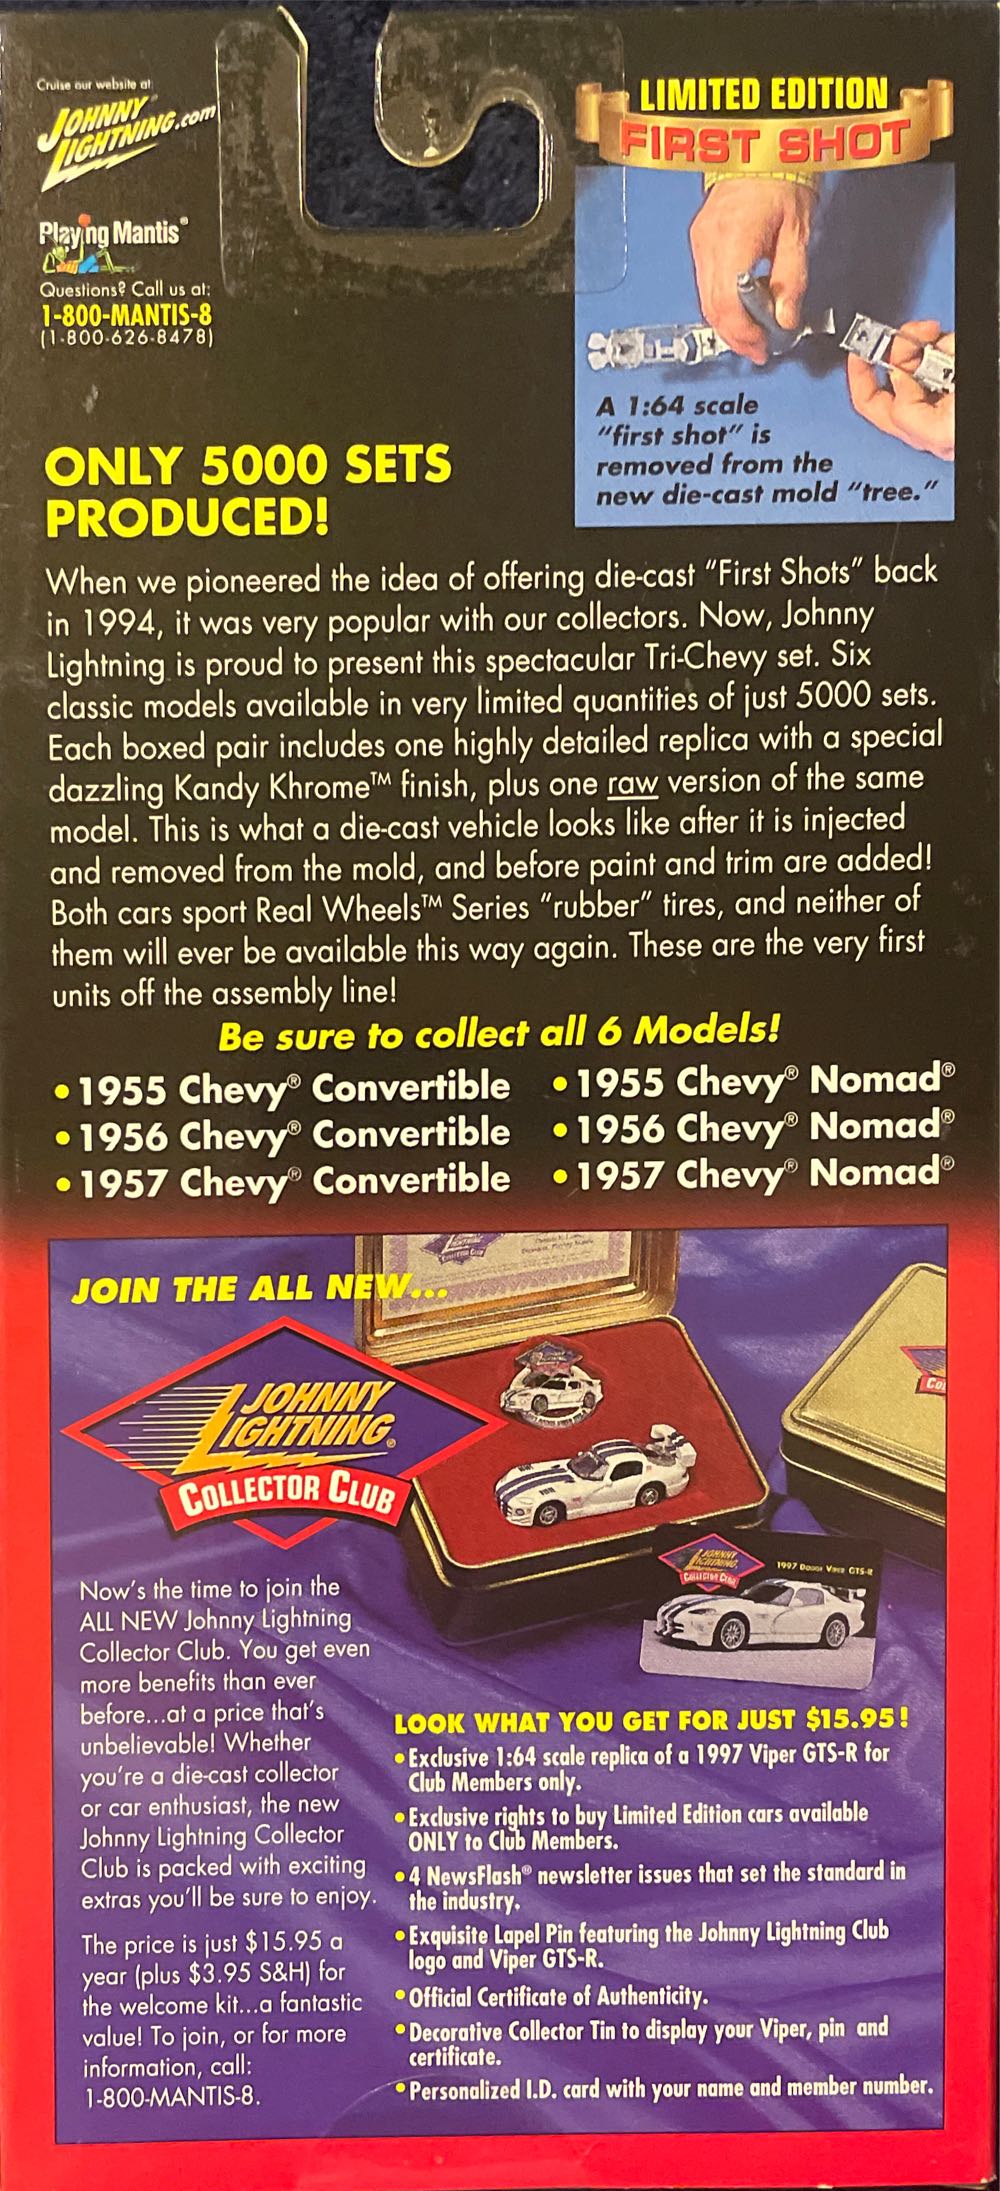 Cruise our website at
JOHNNY
LIGHTNING.com
Playing Mantis®
Questions? Call us at:
1-800-MANTIS-8
(1-800-626-8478)
LIMITED EDITION
FIRST SHOT
A 1:64 scale
"first shot" is
removed from the
new die-cast mold "tree."
ONLY 5000 SETS
PRODUCED!
When we pioneered the idea of offering die-cast "First Shots" back
in 1994, it was very popular with our collectors. Now, Johnny
Lightning is proud to present this spectacular Tri-Chevy set. Six
classic models available in very limited quantities of just 5000 sets.
Each boxed pair includes one highly detailed replica with a special
dazzling Kandy Khrome™ finish, plus one raw version of the same
model. This is what a die-cast vehicle looks like after it is injected
and removed from the mold, and before paint and trim are added!
Both cars sport Real Wheels™ Series "rubber" tires, and neither of
them will ever be available this way again. These are the very first
units off the assembly line!
Be sure to collect all 6 Models!
• 1955 Chevy® Convertible
• 1956 Chevy® Convertible
• 1957 Chevy® Convertible
• 1955 Chevy® Nomad®
• 1956 Chevy® Nomad®
• 1957 Chevy® Nomad®
JOIN THE ALL NEW...
JOHNNY
LIGHTNING®
COLLECTOR CLUB
JOHNNY
LIGHTNING
COLLECTOR CLUB
1997 DODGE VIPER GTS-R
Now's the time to join the
ALL NEW Johnny Lightning
Collector Club. You get even
more benefits than ever
before...at a price that's
unbelievable! Whether
you're a die-cast collector
or car enthusiast, the new
Johnny Lightning Collector
Club is packed with exciting
extras you'll be sure to enjoy.
The price is just $15.95 a
year (plus $3.95 S&H) for
the welcome kit...a fantastic
value! To join, or for more
information, call:
1-800-MANTIS-8.
LOOK WHAT YOU GET FOR JUST $15.95!
• Exclusive 1:64 scale replica of a 1997 Viper GTS-R for
Club Members only.
• Exclusive rights to buy Limited Edition cars available
ONLY to Club Members.
• 4 NewsFlash® newsletter issues that set the standard in
the industry.
• Exquisite Lapel Pin featuring the Johnny Lightning Club
logo and Viper GTS-R.
• Official Certificate of Authenticity.
• Decorative Collector Tin to display your Viper, pin and
certificate.
• Personalized I.D. card with your name and member number.